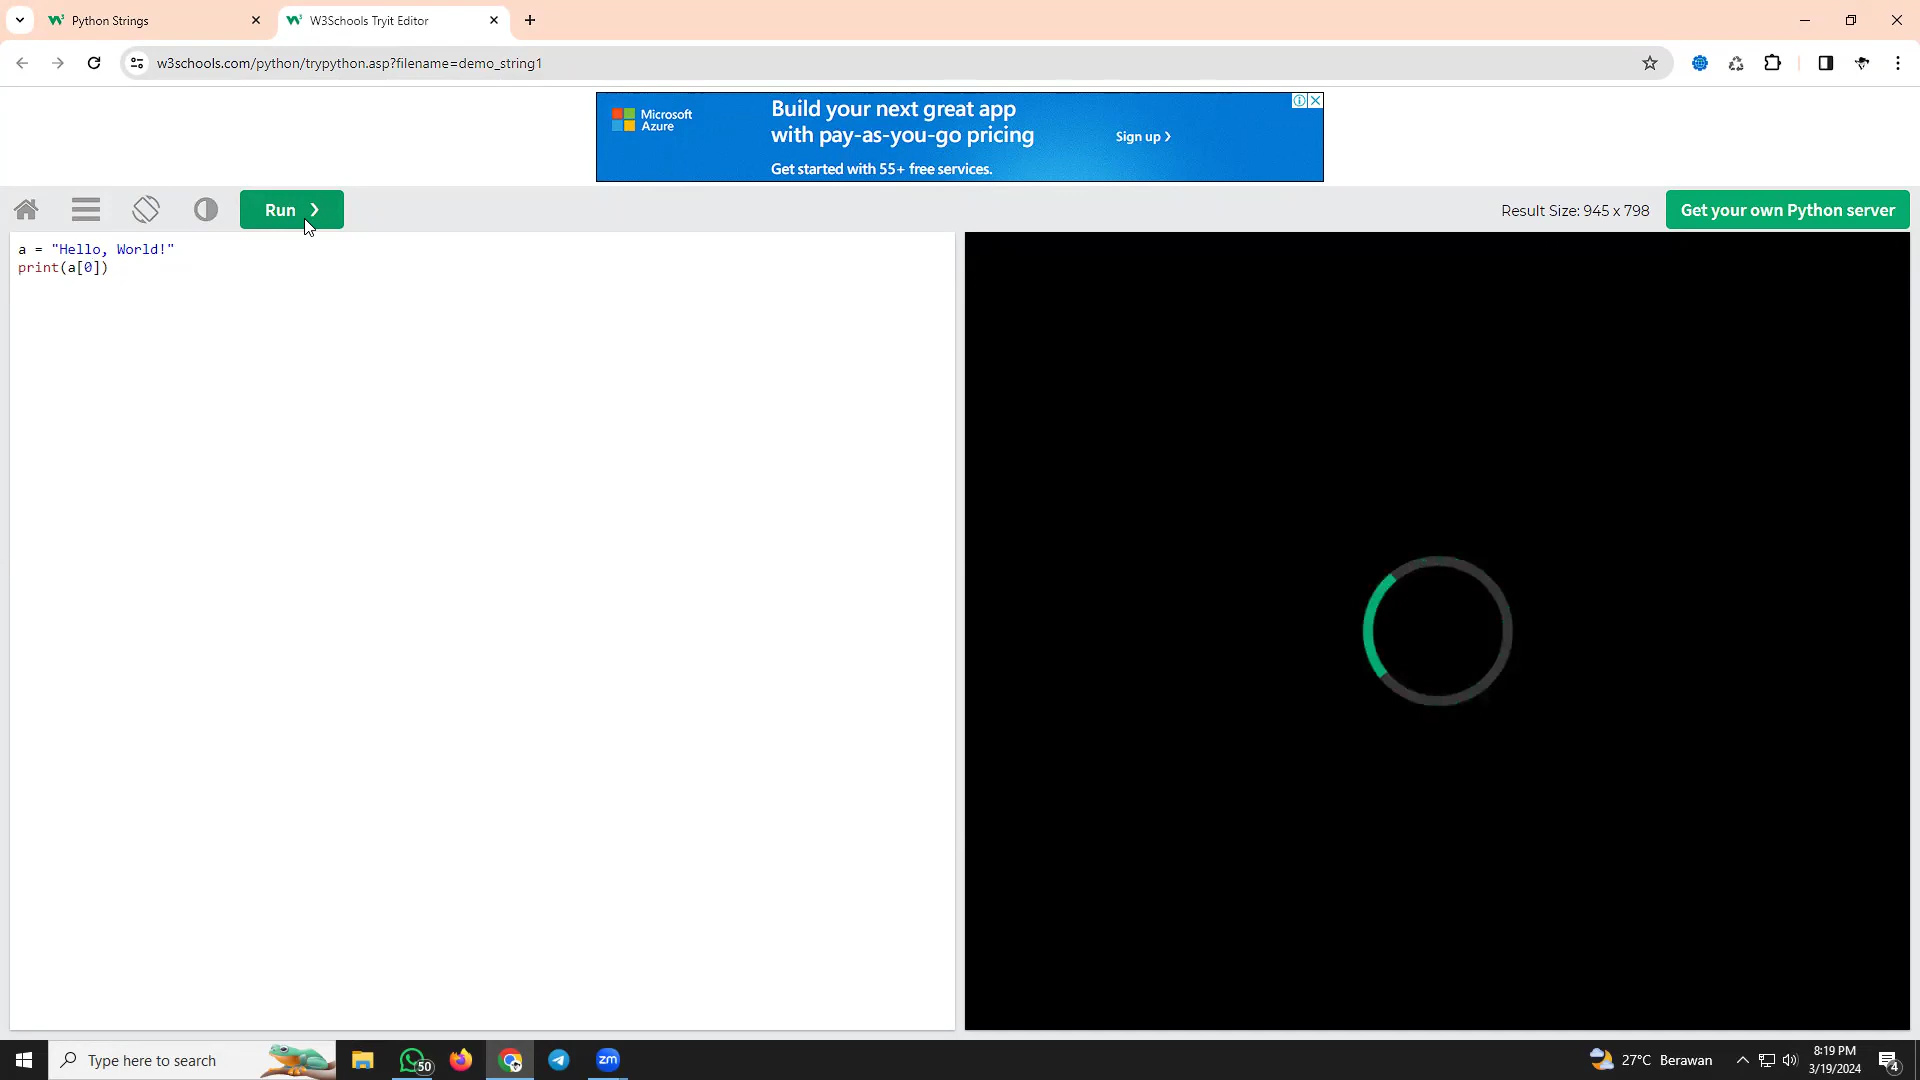 Python Strings
W3Schools Tryit Editor
w3schools.com/python/trypython.asp?filename=demo_string1
Microsoft
Azure
Build your next great app
with pay-as-you-go pricing
Get started with 55+ free services.
Sign up
Run ❯
Result Size: 945 x 798
Get your own Python server
a = "Hello, World!"
print(a[0])
Type here to search
50
zm
27°C Berawan
8:19 PM
3/19/2024
4